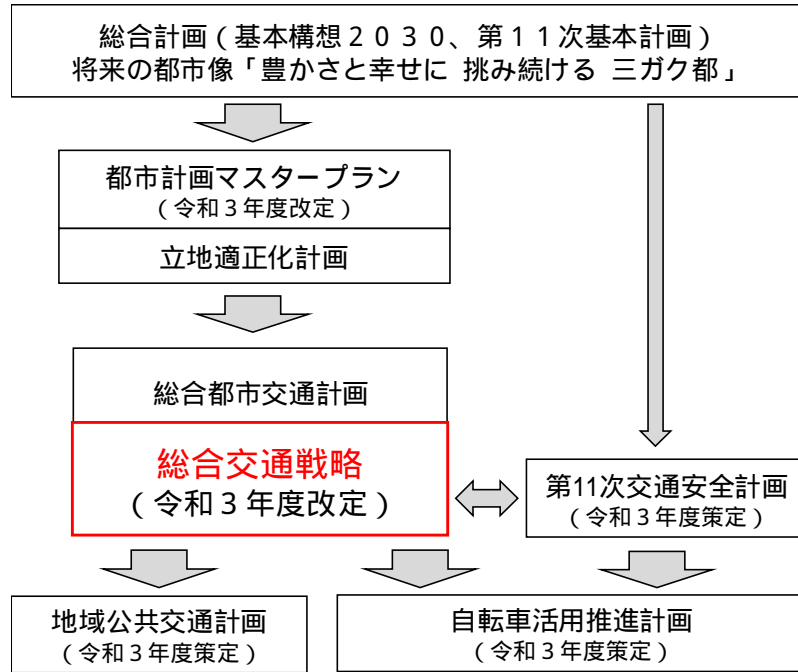 総合計画（基本構想２０３０、第１１次基本計画）
将来の都市像「豊かさと幸せに 挑み続ける 三ガク都」
都市計画マスタープラン
（令和３年度改定）
立地適正化計画
総合都市交通計画
総合交通戦略
（令和３年度改定）
第11次交通安全計画
（令和３年度策定）
地域公共交通計画
（令和３年度策定）
自転車活用推進計画
（令和３年度策定）